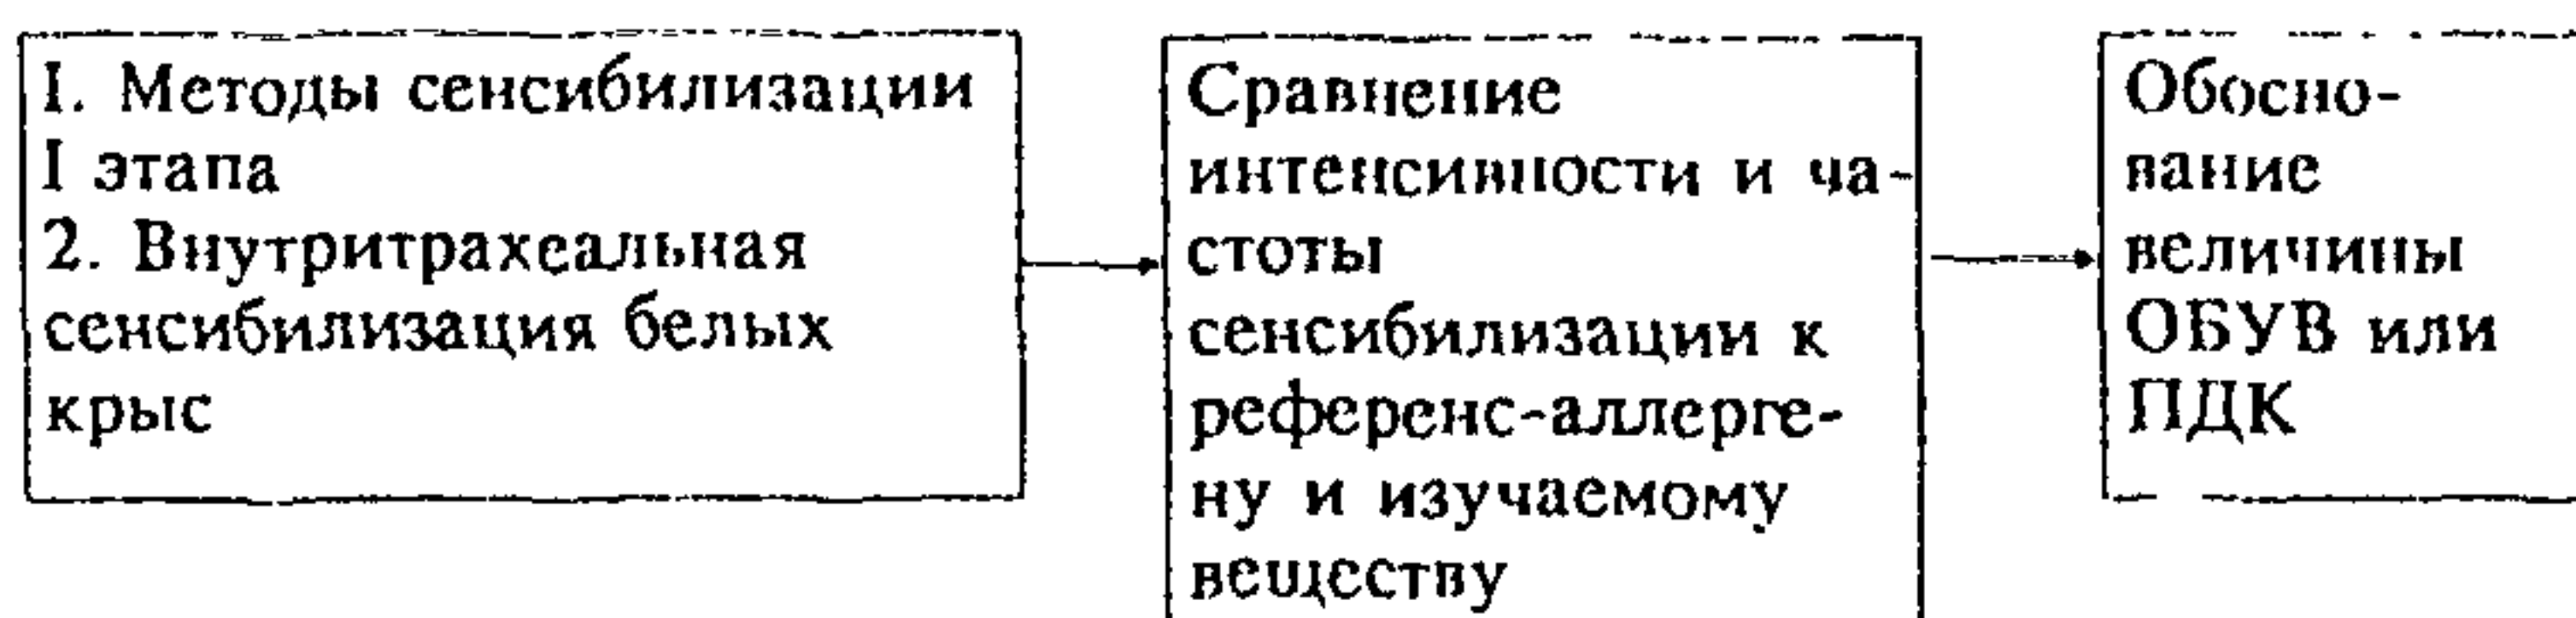 I. Методы сенсибилизации
I этапа
2. Внутритрахеальная
сенсибилизация белых
крыс
Сравнение
интенсивности и ча-
стоты
сенсибилизации к
референс-аллерге-
ну и изучаемому
веществу
Обосно-
вание
величины
ОБУВ или
ПДК